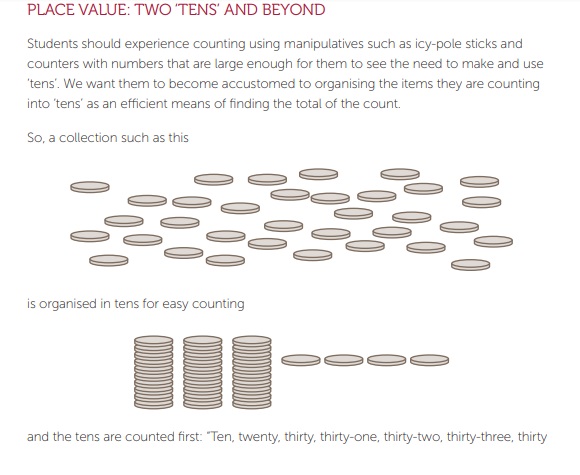 PLACE VALUE: TWO ‘TENS’ AND BEYOND
Students should experience counting using manipulatives such as icy-pole sticks and
counters with numbers that are large enough for them to see the need to make and use
‘tens’. We want them to become accustomed to organising the items they are counting
into ‘tens’ as an efficient means of finding the total of the count.
So, a collection such as this
is organised in tens for easy counting
and the tens are counted first: “Ten, twenty, thirty, thirty-one, thirty-two, thirty-three, thirty